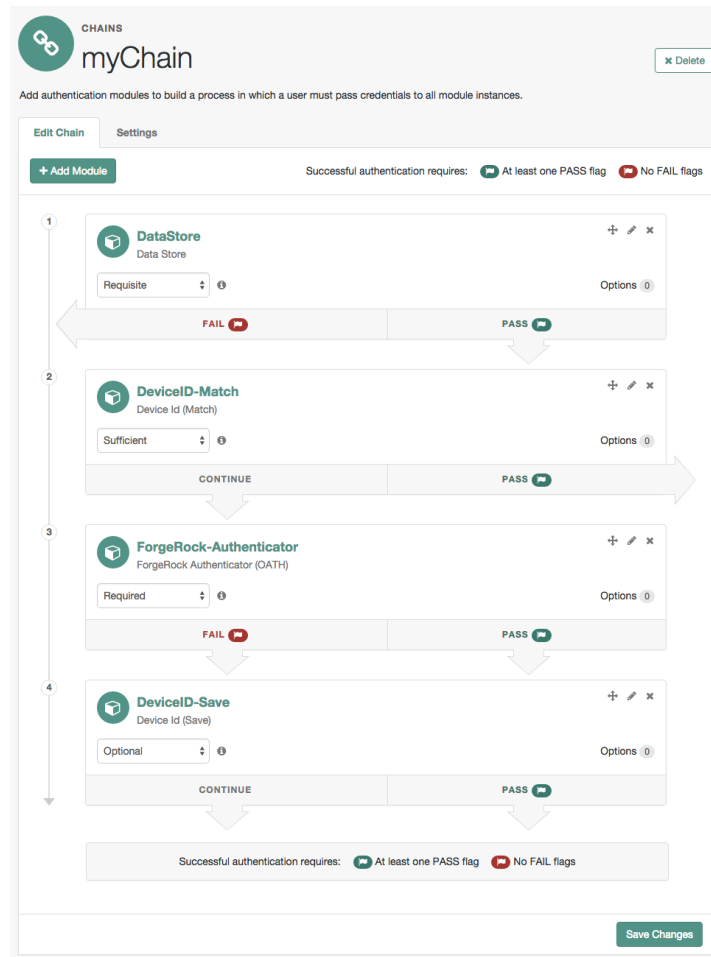 CHAINS
myChain
Delete
Add authentication modules to build a process in which a user must pass credentials to all module instances.
Edit Chain Settings
+ Add Module Successful authentication requires: At least one PASS flag No FAIL flags
1
DataStore
Data Store
Requisite Options 0
FAIL PASS
2
DeviceID-Match
Device Id (Match)
Sufficient Options 0
CONTINUE PASS
3
ForgeRock-Authenticator
ForgeRock Authenticator (OATH)
Required Options 0
FAIL PASS
4
DeviceID-Save
Device Id (Save)
Optional Options 0
CONTINUE PASS
Successful authentication requires: At least one PASS flag No FAIL flags
Save Changes